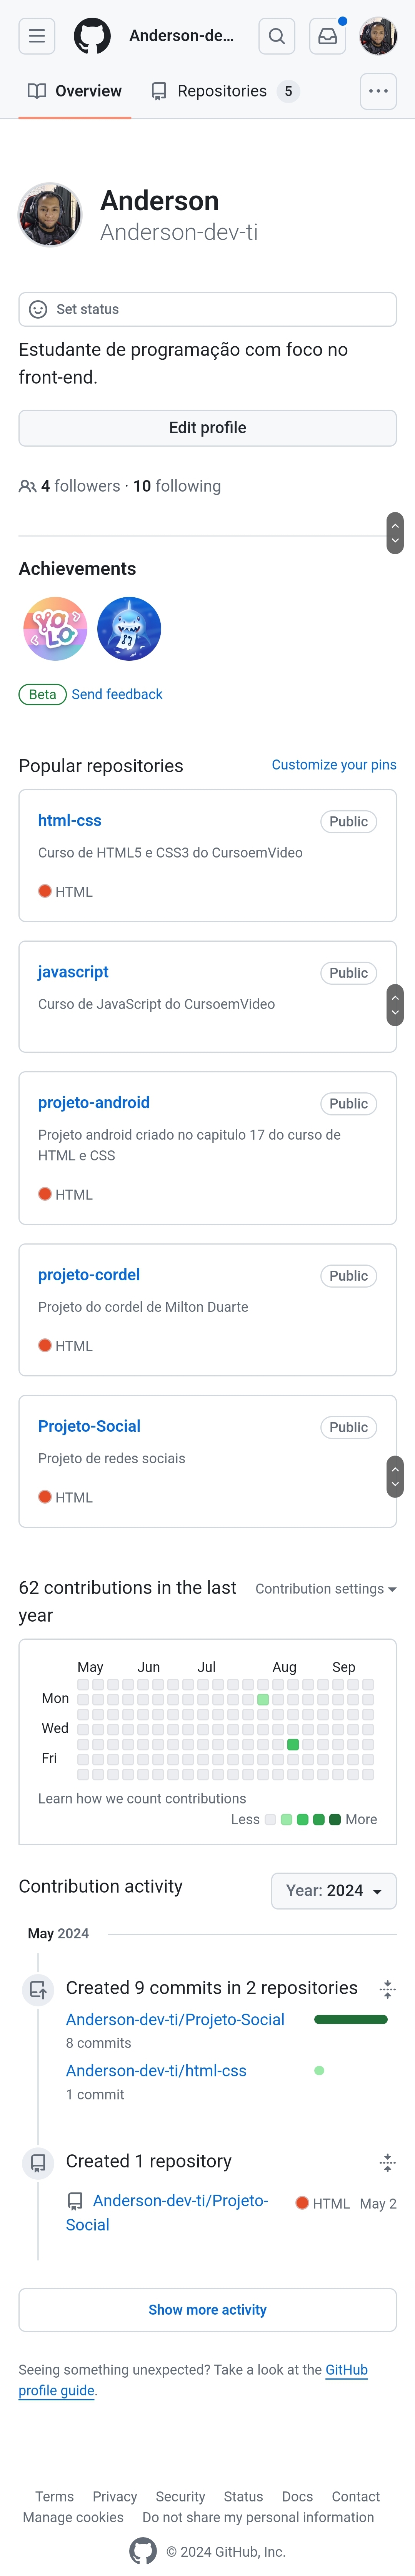 Anderson-de...
Overview
Repositories 5
Anderson
Anderson-dev-ti
Set status
Estudante de programação com foco no
front-end.
Edit profile
4 followers · 10 following
Achievements
YOLO
Beta Send feedback
Popular repositories
Customize your pins
html-css
Public
Curso de HTML5 e CSS3 do CursoemVideo
HTML
javascript
Public
Curso de JavaScript do CursoemVideo
projeto-android
Public
Projeto android criado no capitulo 17 do curso de
HTML e CSS
HTML
projeto-cordel
Public
Projeto do cordel de Milton Duarte
HTML
Projeto-Social
Public
Projeto de redes sociais
HTML
62 contributions in the last
year
Contribution settings
May Jun Jul Aug Sep
Mon
Wed
Fri
Learn how we count contributions
Less More
Contribution activity
Year: 2024
May 2024
Created 9 commits in 2 repositories
Anderson-dev-ti/Projeto-Social
8 commits
Anderson-dev-ti/html-css
1 commit
Created 1 repository
Anderson-dev-ti/Projeto-
Social
HTML May 2
Show more activity
Seeing something unexpected? Take a look at the GitHub
profile guide.
Terms Privacy Security Status Docs Contact
Manage cookies Do not share my personal information
© 2024 GitHub, Inc.